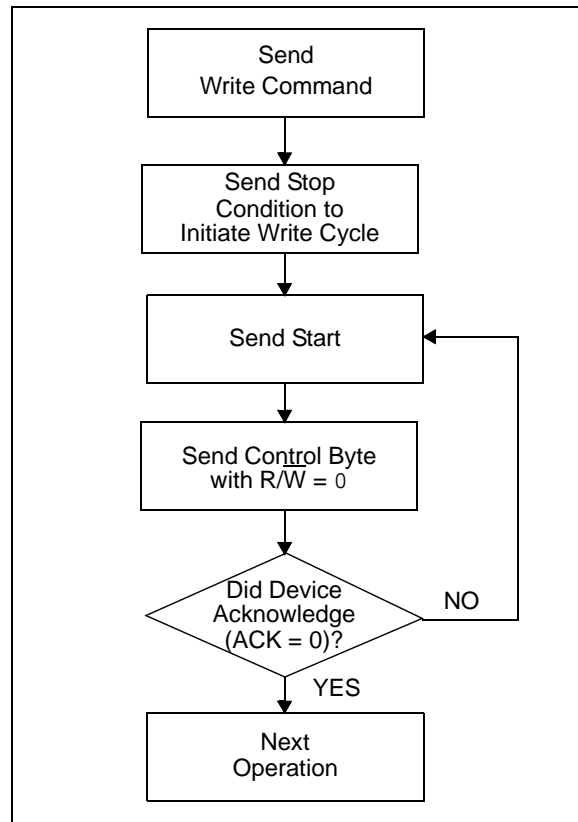 Send
Write Command
Send Stop
Condition to
Initiate Write Cycle
Send Start
Send Control Byte
with R/W̅ = 0
Did Device
Acknowledge
(ACK = 0)?
NO
YES
Next
Operation